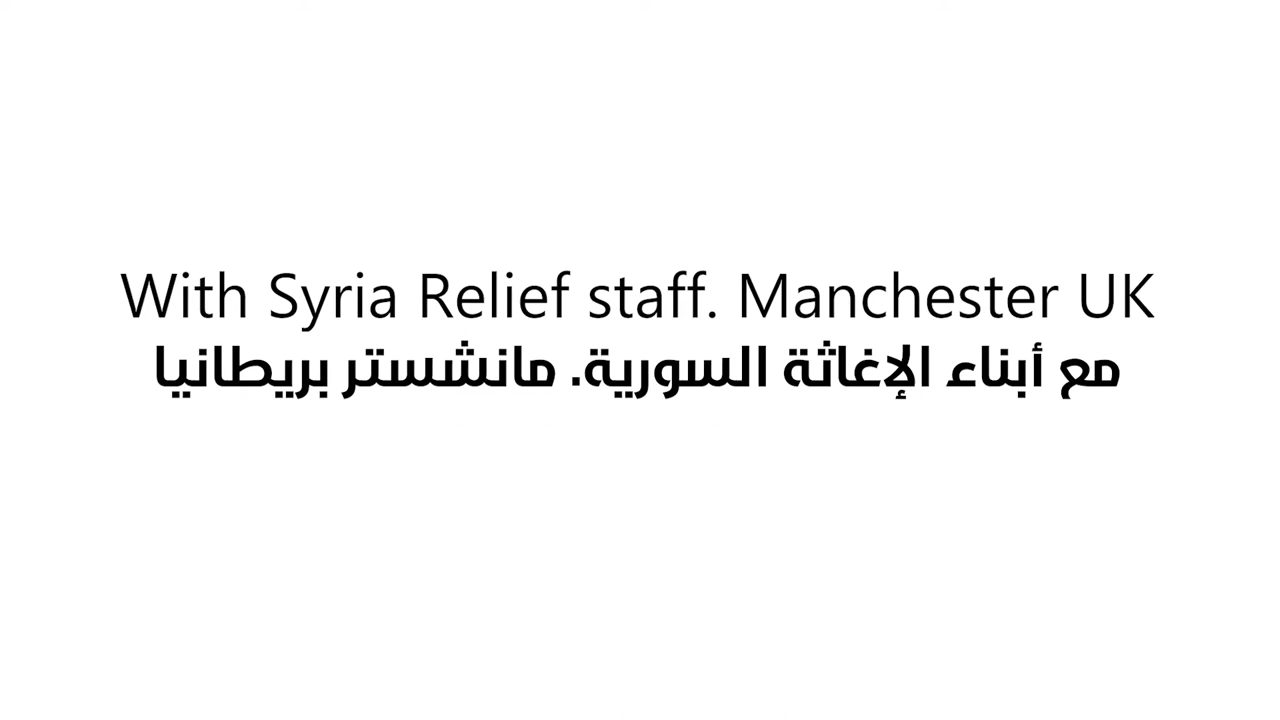 With Syria Relief staff. Manchester UK
مع أبناء الإغاثة السورية. مانشستر بريطانيا